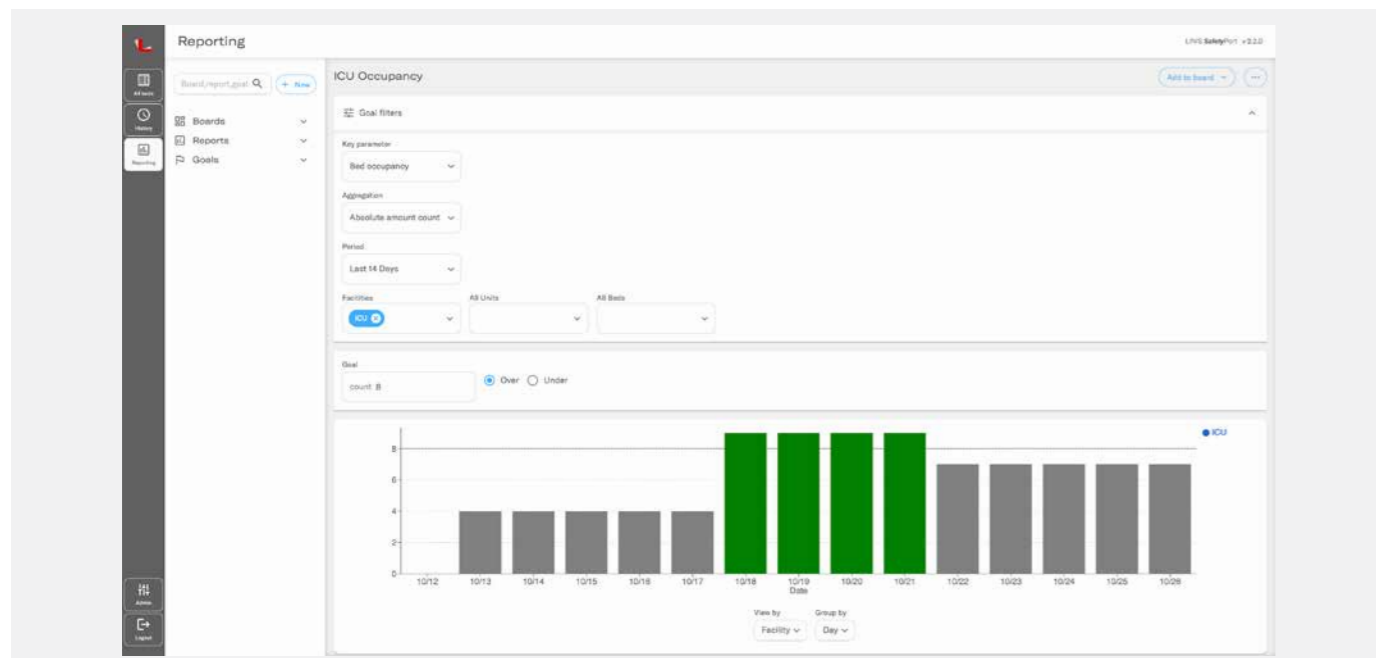 Reporting
LIVE SafetyPort v2.2.0
All beds
History
Reporting
Admin
Logout
Board,report,goal
+ New
Boards
Reports
Goals
ICU Occupancy
Add to board
Goal filters
Key parameter
Bed occupancy
Aggregation
Absolute amount count
Period
Last 14 Days
Facilities All Units All Beds
ICU
Goal
count 8
Over Under
ICU
8
6
4
2
0
10/12 10/13 10/14 10/15 10/16 10/17 10/18 10/19 10/20 10/21 10/22 10/23 10/24 10/25 10/26
Date
View by Group by
Facility Day